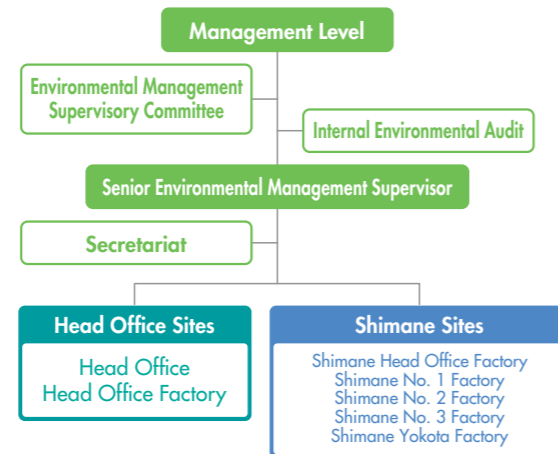 Management Level
Environmental Management
Supervisory Committee
Internal Environmental Audit
Senior Environmental Management Supervisor
Secretariat
Head Office Sites
Head Office
Head Office Factory
Shimane Sites
Shimane Head Office Factory
Shimane No. 1 Factory
Shimane No. 2 Factory
Shimane No. 3 Factory
Shimane Yokota Factory